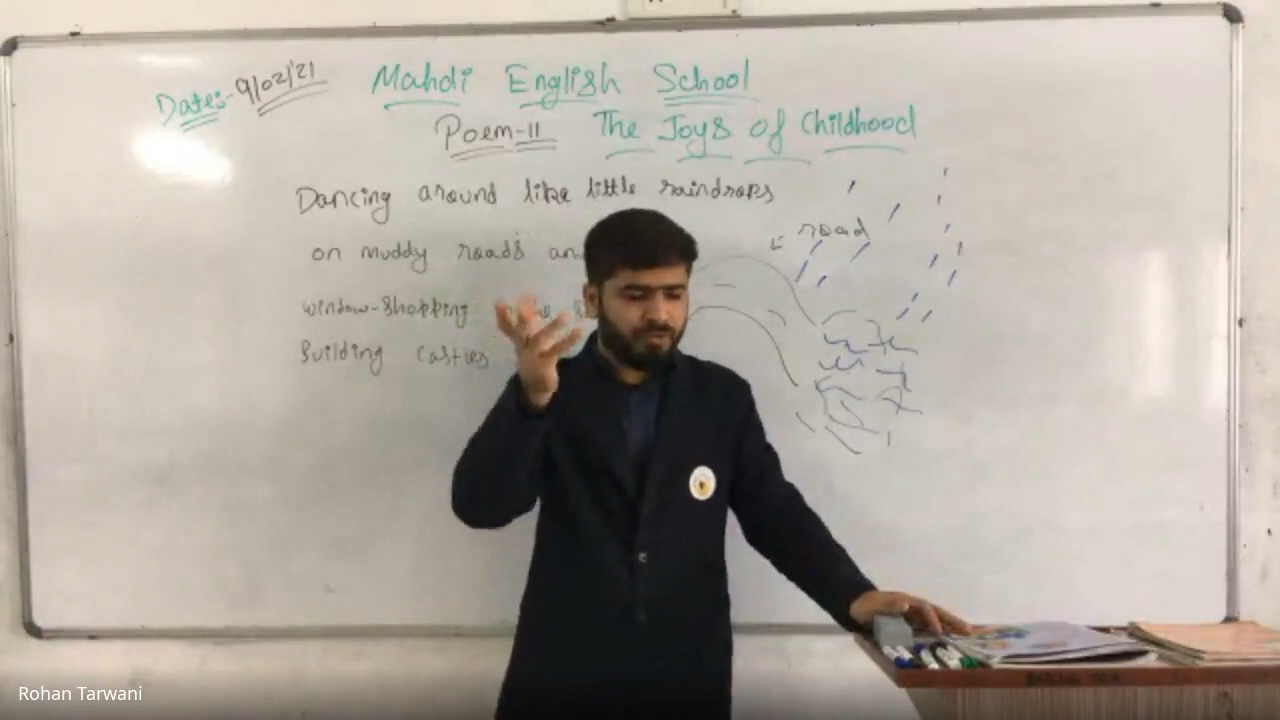 Date:- 9/02/21
Mahdi English School
Poem-11 The Joys of Childhood
Dancing around like little raindrops
on muddy roads
window-shopping
Building castles
road
Rohan Tarwani